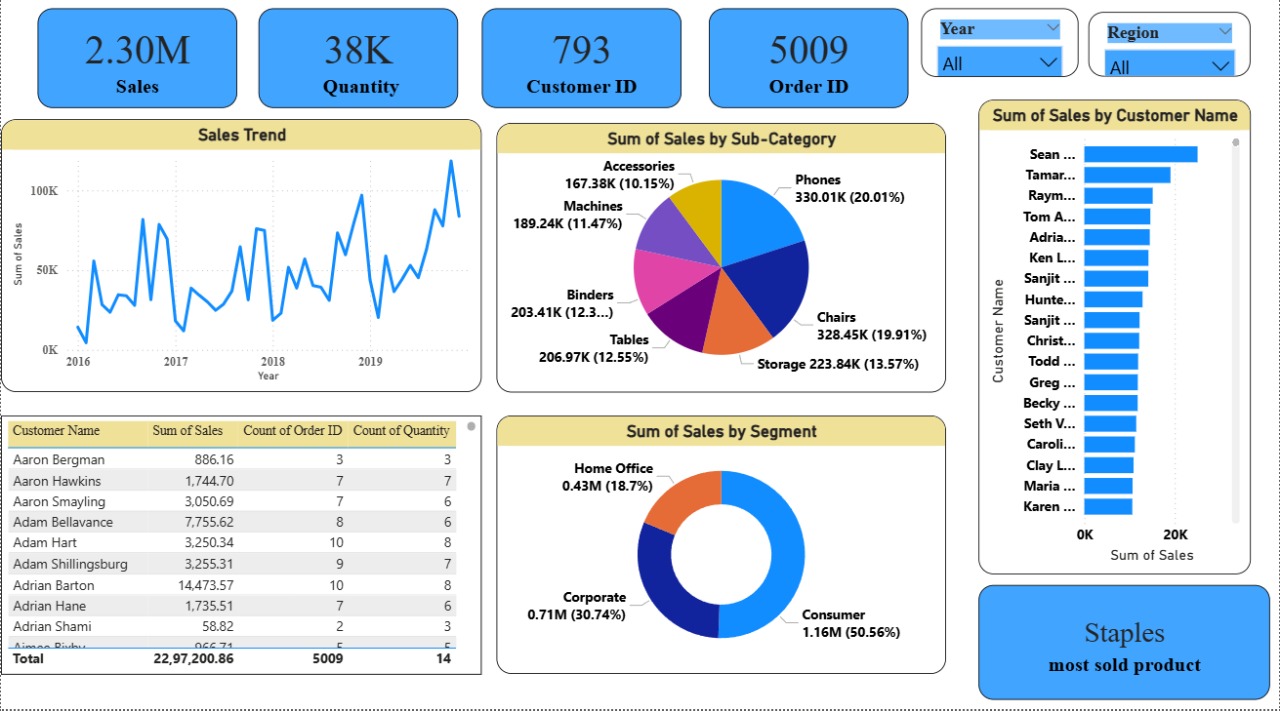 2.30M
Sales
38K
Quantity
793
Customer ID
5009
Order ID
Year
All
Region
All
Sales Trend
Sum of Sales
100K
50K
0K
2016
2017
2018
2019
Year
Sum of Sales by Sub-Category
Accessories
167.38K (10.15%)
Machines
189.24K (11.47%)
Binders
203.41K (12.3...)
Tables
206.97K (12.55%)
Phones
330.01K (20.01%)
Chairs
328.45K (19.91%)
Storage 223.84K (13.57%)
Sum of Sales by Customer Name
Customer Name
Sean ...
Tamar...
Raym...
Tom A...
Adria...
Ken L...
Sanjit ...
Hunte...
Sanjit ...
Christ...
Todd ...
Greg ...
Becky ...
Seth V...
Caroli...
Clay L...
Maria ...
Karen ...
0K
20K
Sum of Sales
Customer Name Sum of Sales Count of Order ID Count of Quantity
Aaron Bergman 886.16 3 3
Aaron Hawkins 1,744.70 7 7
Aaron Smayling 3,050.69 7 6
Adam Bellavance 7,755.62 8 6
Adam Hart 3,250.34 10 8
Adam Shillingsburg 3,255.31 9 7
Adrian Barton 14,473.57 10 8
Adrian Hane 1,735.51 7 6
Adrian Shami 58.82 2 3
Aimee Bixby 966.71 5 5
Total 22,97,200.86 5009 14
Sum of Sales by Segment
Home Office
0.43M (18.7%)
Corporate
0.71M (30.74%)
Consumer
1.16M (50.56%)
Staples
most sold product